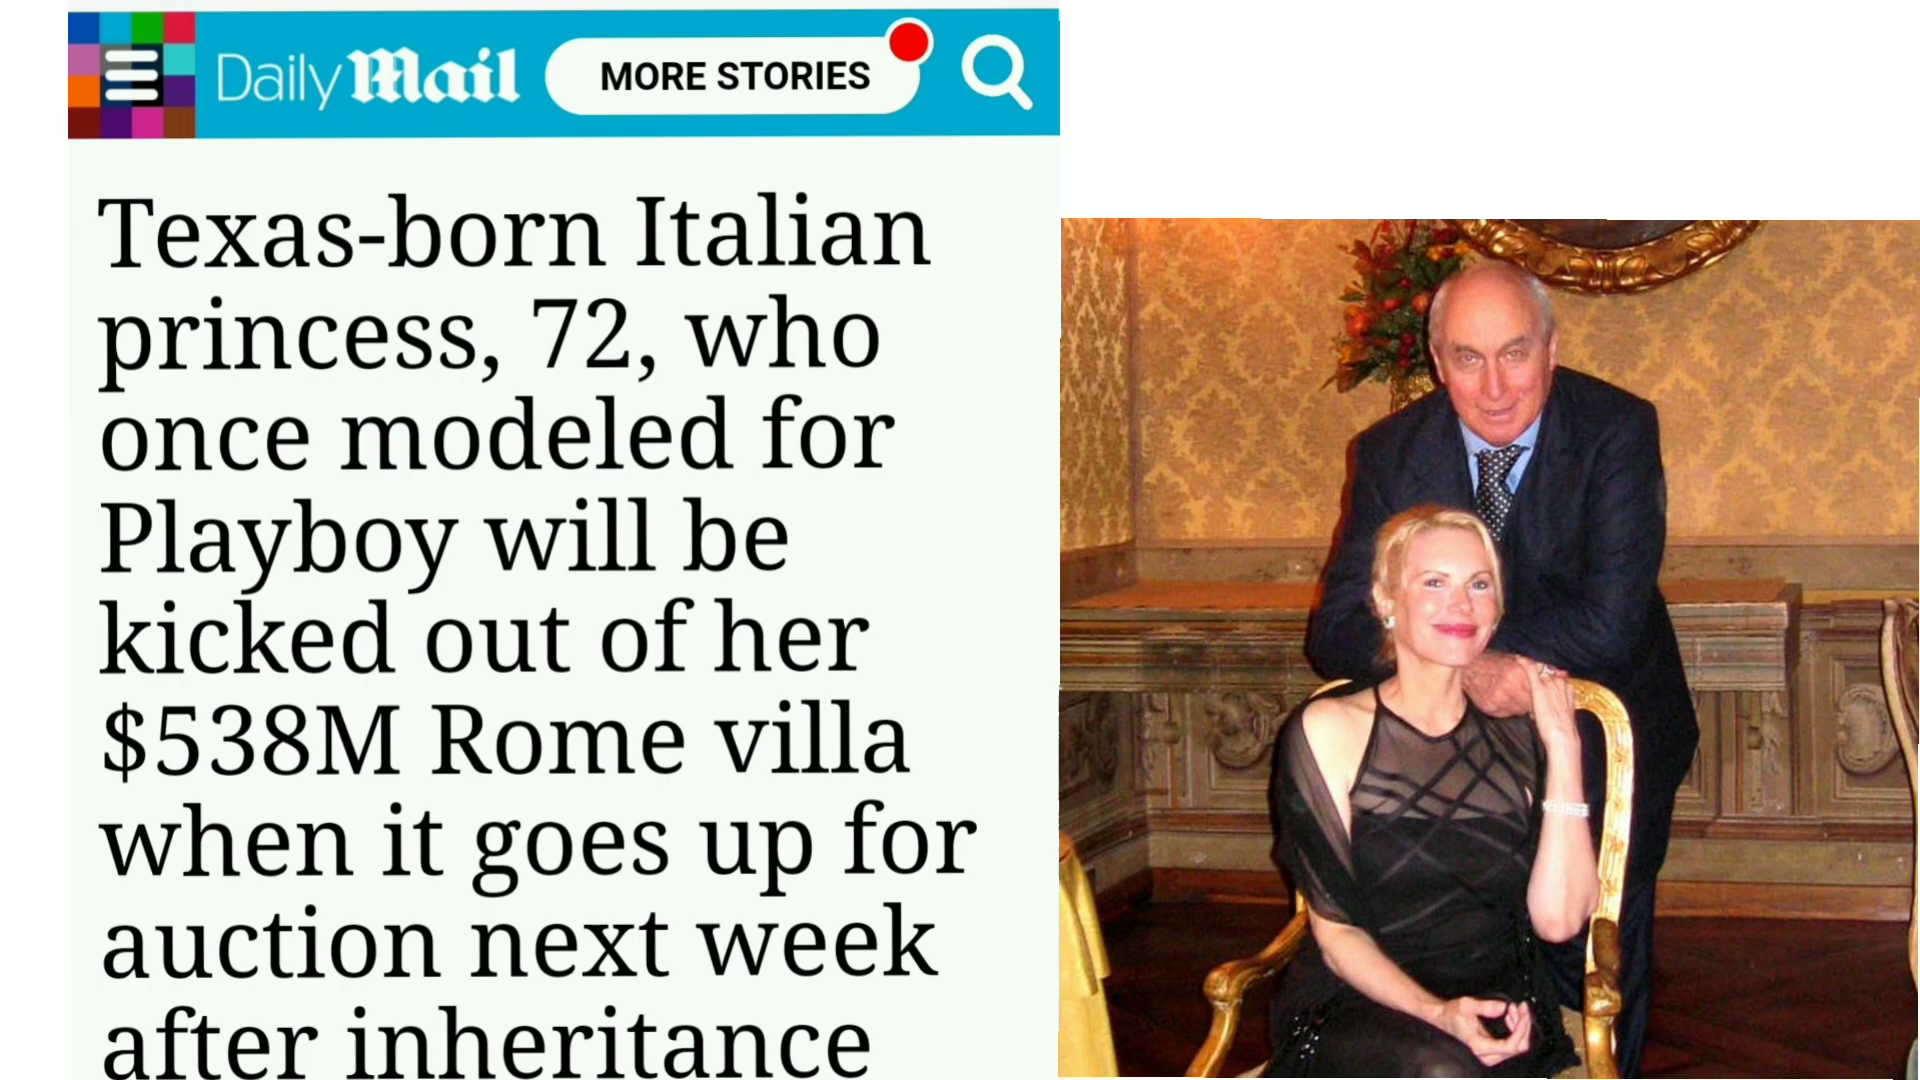 Daily Mail MORE STORIES
Texas-born Italian
princess, 72, who
once modeled for
Playboy will be
kicked out of her
$538M Rome villa
when it goes up for
auction next week
after inheritance